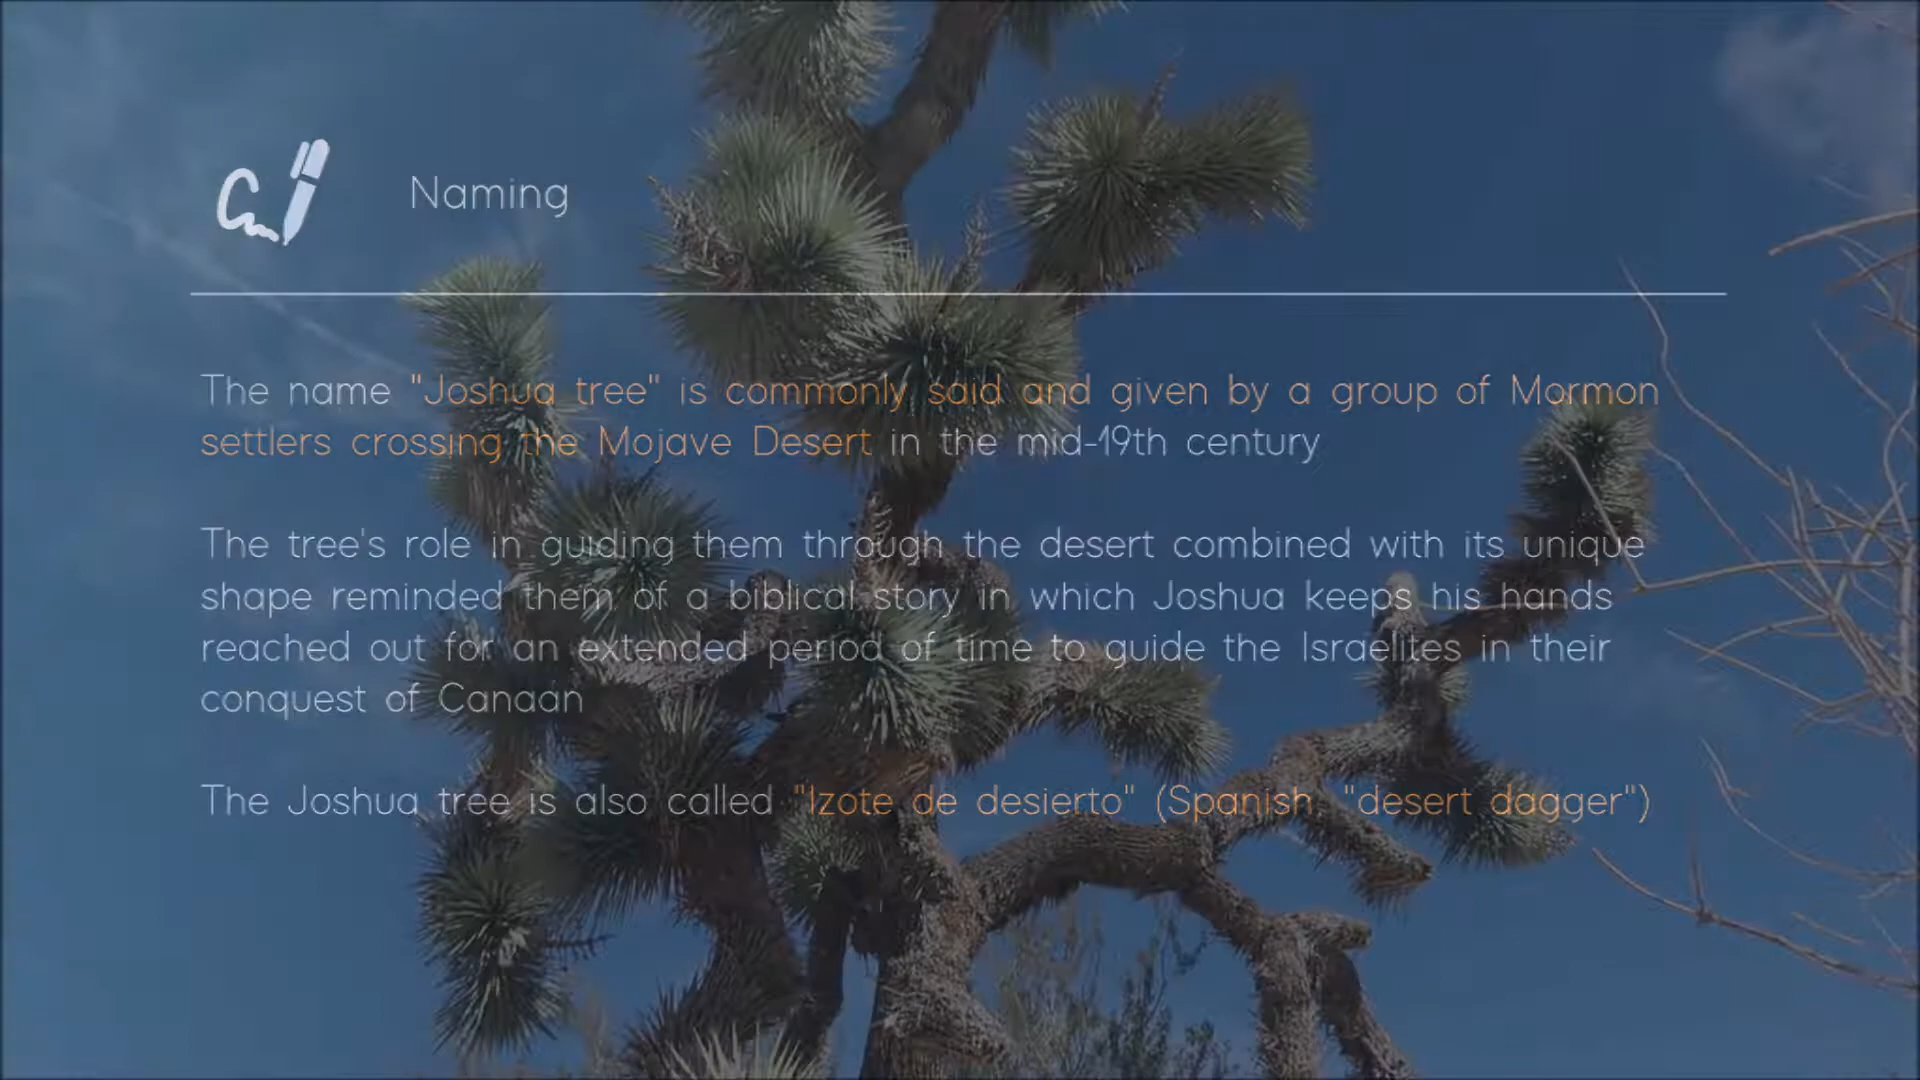 Naming
The name "Joshua tree" is commonly said and given by a group of Mormon
settlers crossing the Mojave Desert in the mid-19th century
The tree's role in guiding them through the desert combined with its unique
shape reminded them of a biblical story in which Joshua keeps his hands
reached out for an extended period of time to guide the Israelites in their
conquest of Canaan
The Joshua tree is also called "Izote de desierto" (Spanish, "desert dagger")